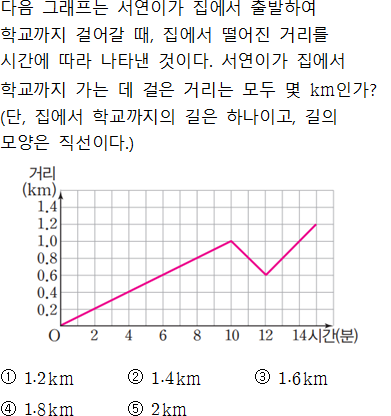 다음 그래프는 서연이가 집에서 출발하여
학교까지 걸어갈 때, 집에서 떨어진 거리를
시간에 따라 나타낸 것이다. 서연이가 집에서
학교까지 가는 데 걸은 거리는 모두 몇 km인가?
(단, 집에서 학교까지의 길은 하나이고, 길의
모양은 직선이다.)
거리
(km)
1.4
1.2
1.0
0.8
0.6
0.4
0.2
O 2 4 6 8 10 12 14 시간(분)
① 1.2km ② 1.4km ③ 1.6km
④ 1.8km ⑤ 2km